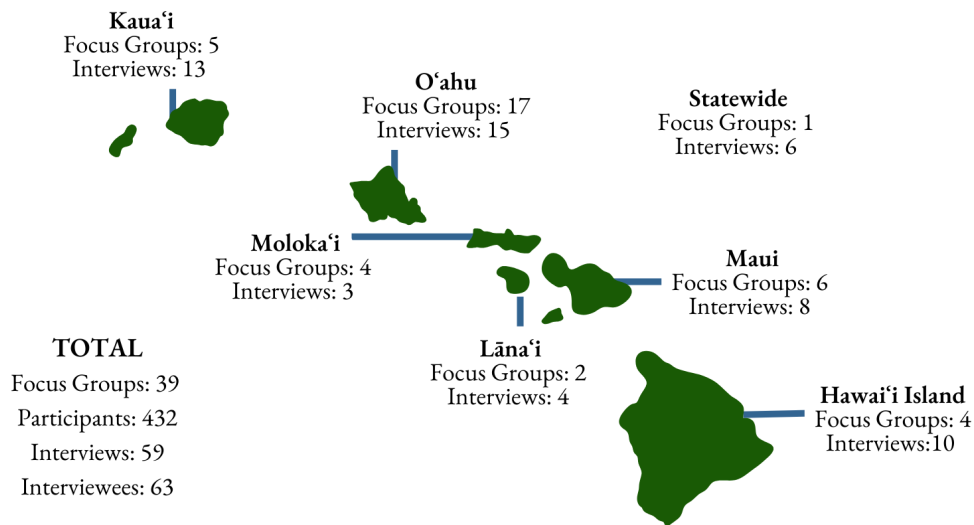 Kauaʻi
Focus Groups: 5
Interviews: 13
Oʻahu
Focus Groups: 17
Interviews: 15
Statewide
Focus Groups: 1
Interviews: 6
Molokaʻi
Focus Groups: 4
Interviews: 3
Maui
Focus Groups: 6
Interviews: 8
Lānaʻi
Focus Groups: 2
Interviews: 4
Hawaiʻi Island
Focus Groups: 4
Interviews:10
TOTAL
Focus Groups: 39
Participants: 432
Interviews: 59
Interviewees: 63